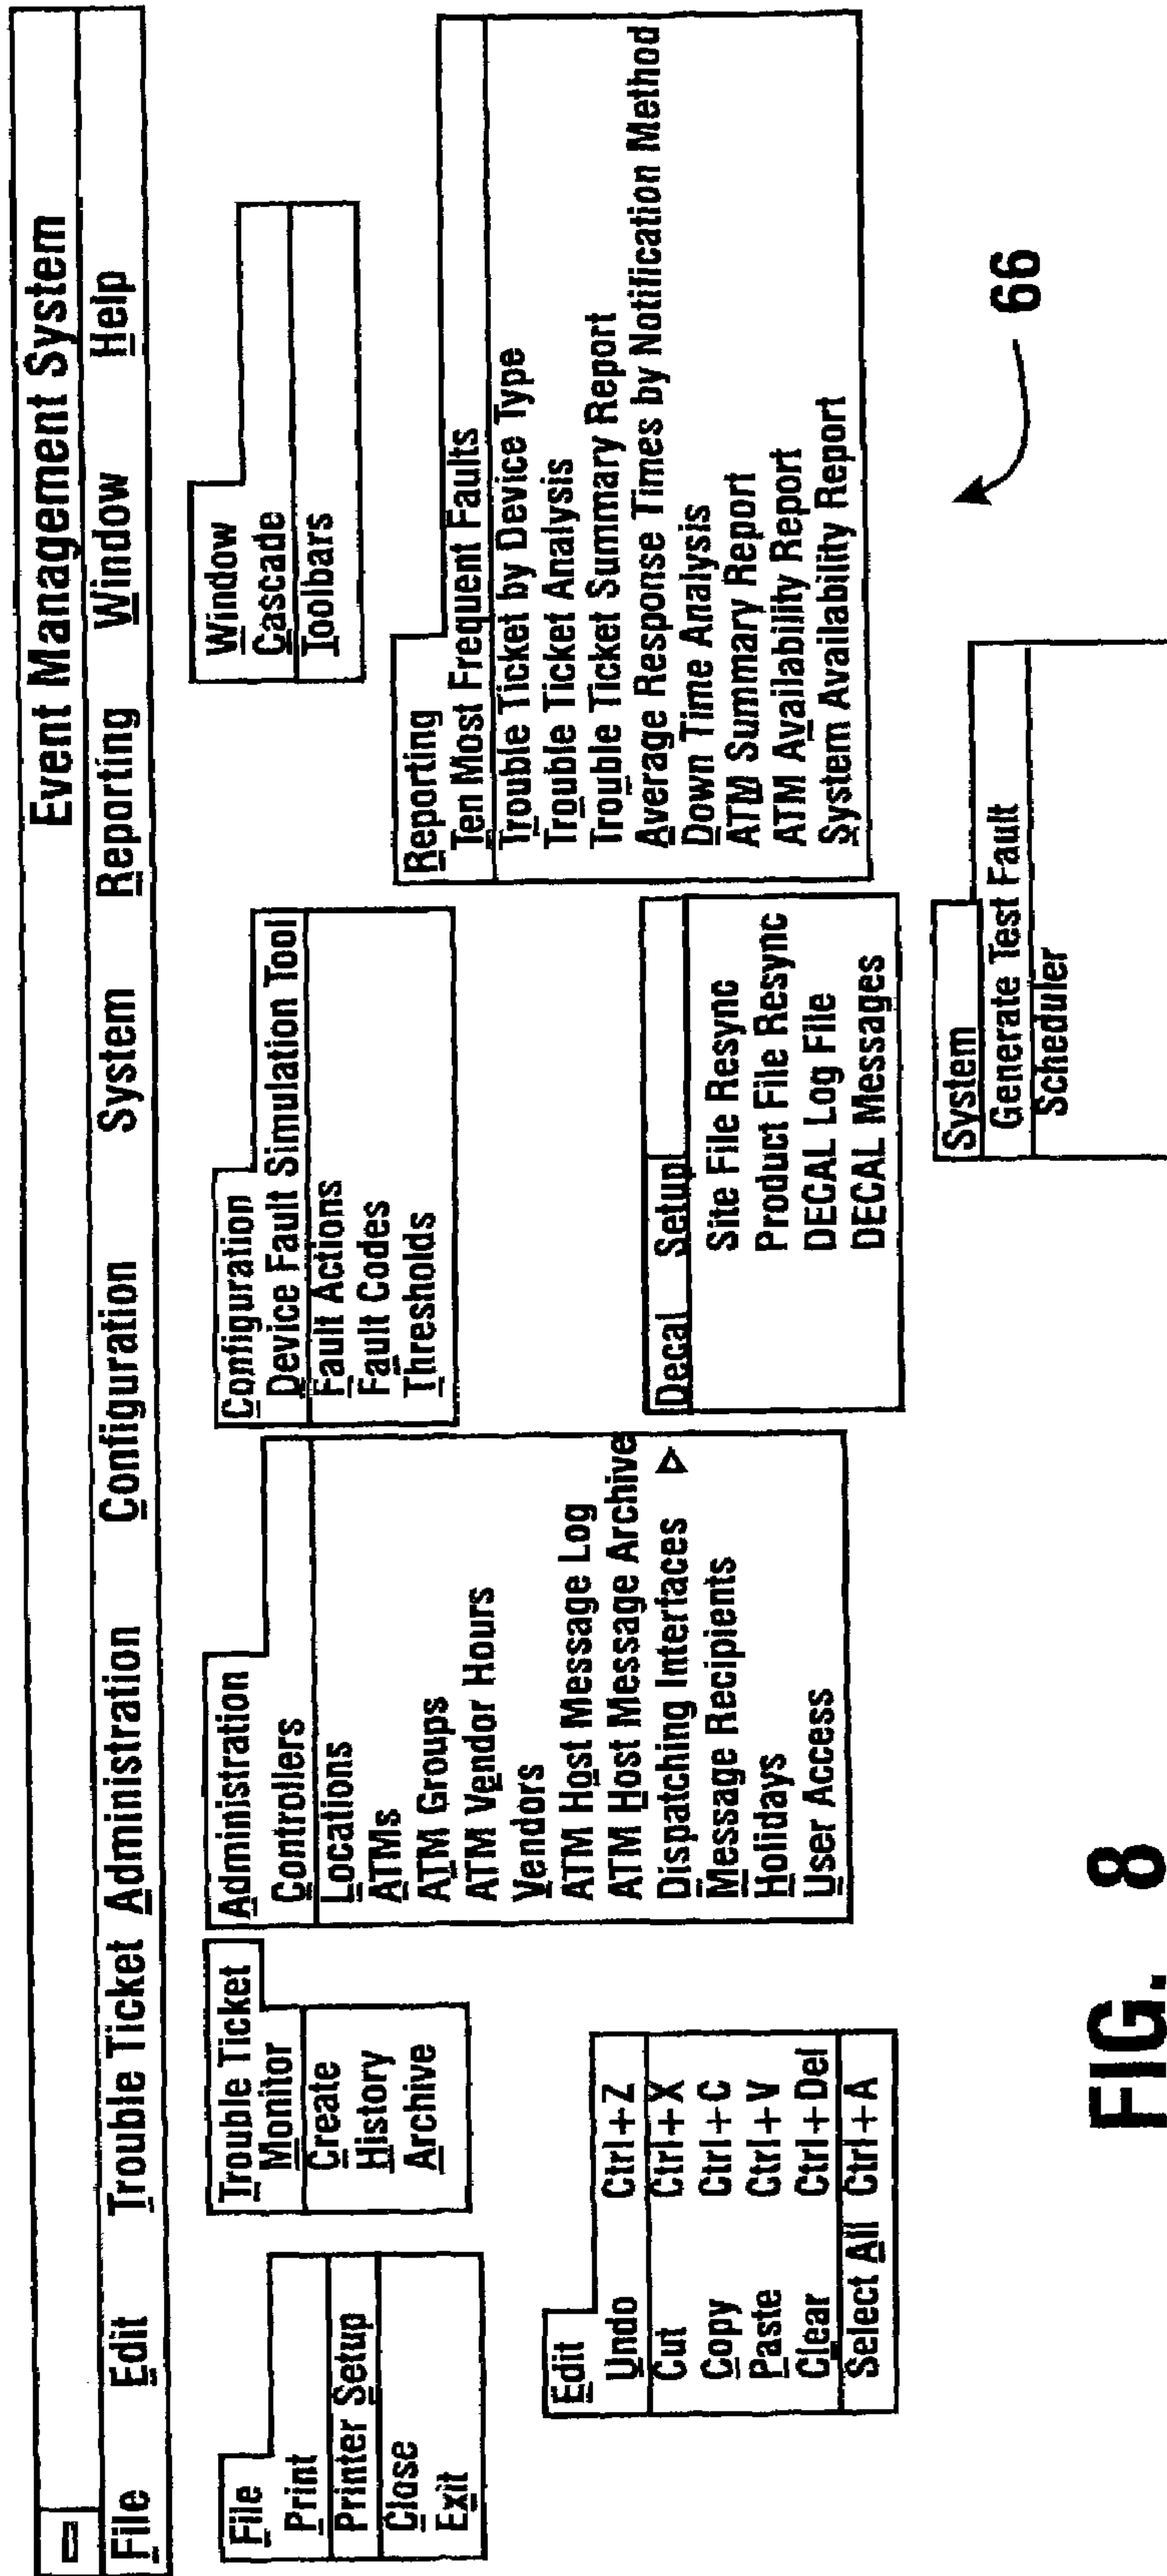 Event Management System
File Edit Trouble Ticket Administration Configuration System Reporting Window Help
File
Print
Printer Setup
Close
Exit
Edit
Undo Ctrl+Z
Cut Ctrl+X
Copy Ctrl+C
Paste Ctrl+V
Clear Ctrl+Del
Select All Ctrl+A
Trouble Ticket
Monitor
Create
History
Archive
Administration
Controllers
Locations
ATMs
ATM Groups
ATM Vendor Hours
Vendors
ATM Host Message Log
ATM Host Message Archive
Dispatching Interfaces
Message Recipients
Holidays
User Access
Configuration
Device Fault Simulation Tool
Fault Actions
Fault Codes
Thresholds
Decal Setup
Site File Resync
Product File Resync
DECAL Log File
DECAL Messages
Window
Cascade
Toolbars
Reporting
Ten Most Frequent Faults
Trouble Ticket by Device Type
Trouble Ticket Analysis
Trouble Ticket Summary Report
Average Response Times by Notification Method
Down Time Analysis
ATM Summary Report
ATM Availability Report
System Availability Report
System
Generate Test Fault
Scheduler
66
FIG. 8